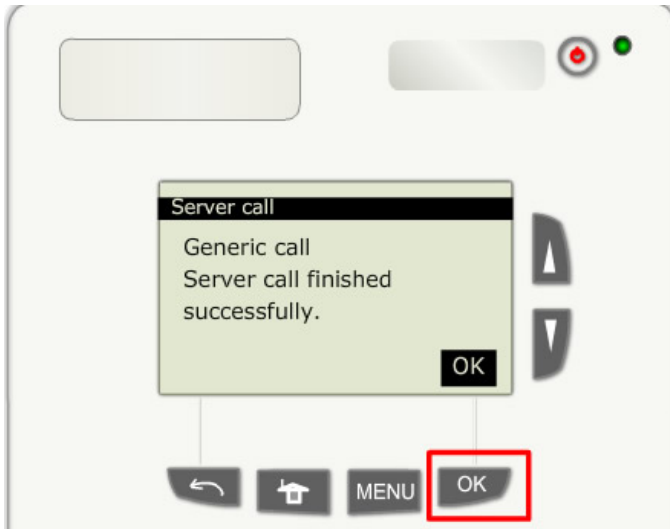 Server call
Generic call
Server call finished
successfully.
OK
MENU
OK